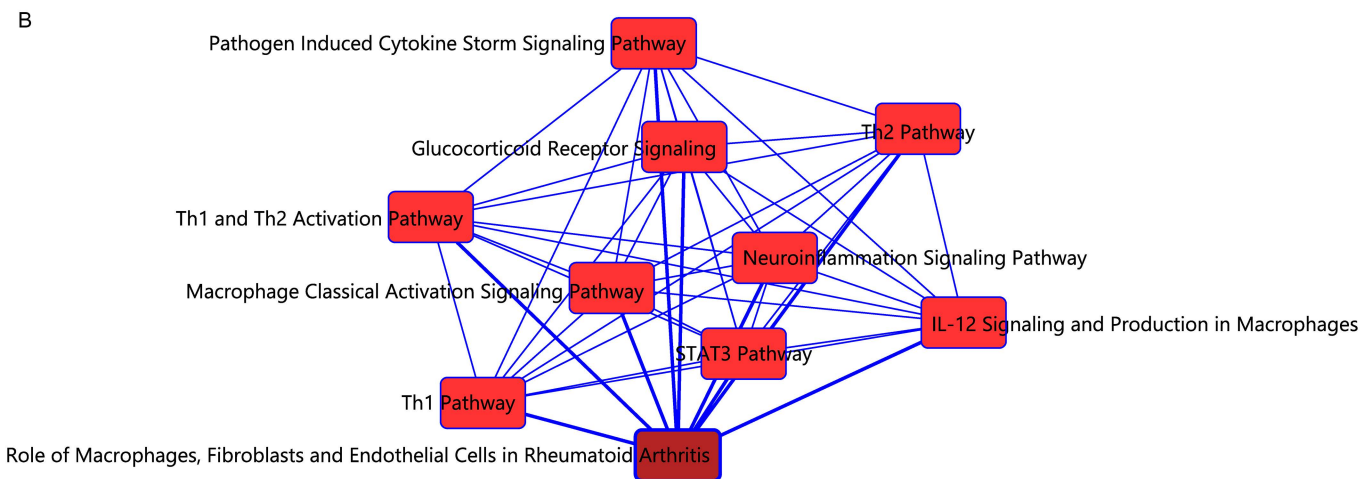 B
Pathogen Induced Cytokine Storm Signaling Pathway
Th2 Pathway
Glucocorticoid Receptor Signaling
Th1 and Th2 Activation Pathway
Neuroinflammation Signaling Pathway
Macrophage Classical Activation Signaling Pathway
IL-12 Signaling and Production in Macrophages
STAT3 Pathway
Th1 Pathway
Role of Macrophages, Fibroblasts and Endothelial Cells in Rheumatoid Arthritis